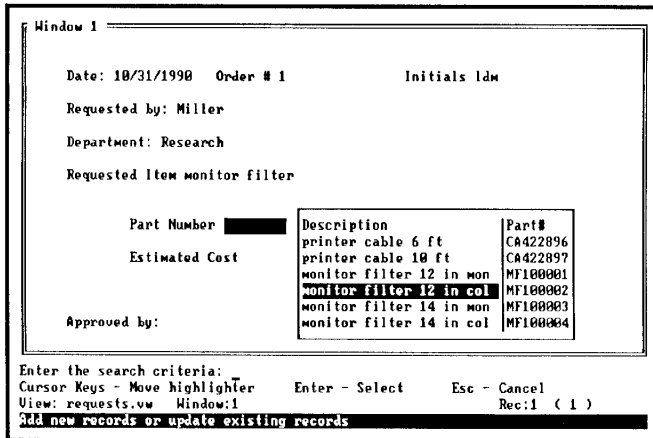 Window 1
Date: 10/31/1990 Order # 1 Initials ldw
Requested by: Miller
Department: Research
Requested Item monitor filter
Part Number
Description Part#
printer cable 6 ft CA422896
Estimated Cost
printer cable 10 ft CA422897
monitor filter 12 in mon MF100001
monitor filter 12 in col MF100002
monitor filter 14 in mon MF100003
Approved by:
monitor filter 14 in col MF100004
Enter the search criteria:
Cursor Keys - Move highlighter Enter - Select Esc - Cancel
View: requests.vw Window:1 Rec:1 ( 1 )
Add new records or update existing records